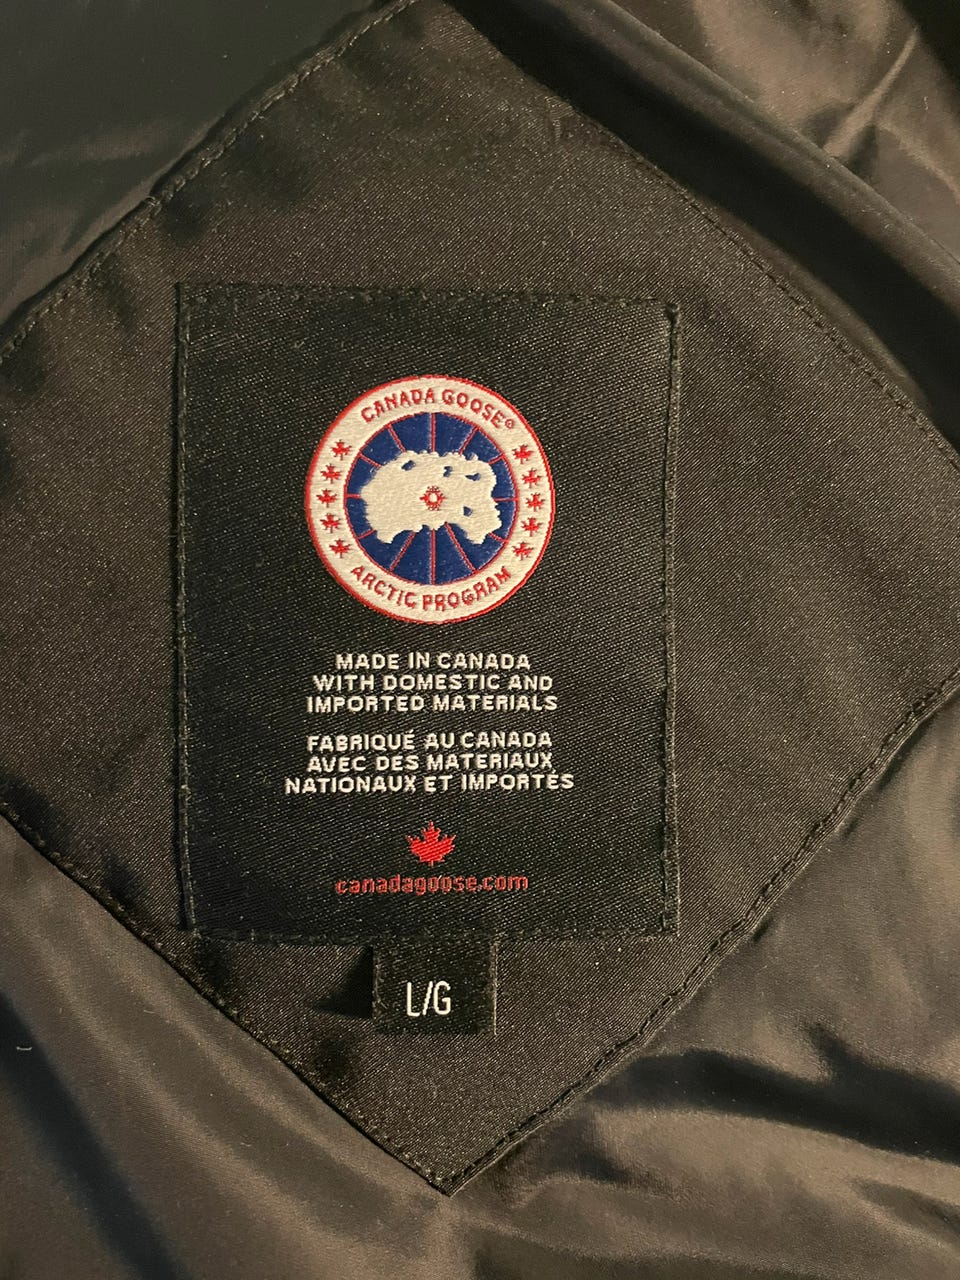 CANADA GOOSE®
ARCTIC PROGRAM
MADE IN CANADA
WITH DOMESTIC AND
IMPORTED MATERIALS
FABRIQUÉ AU CANADA
AVEC DES MATERIAUX
NATIONAUX ET IMPORTÉS
canadagoose.com
L/G